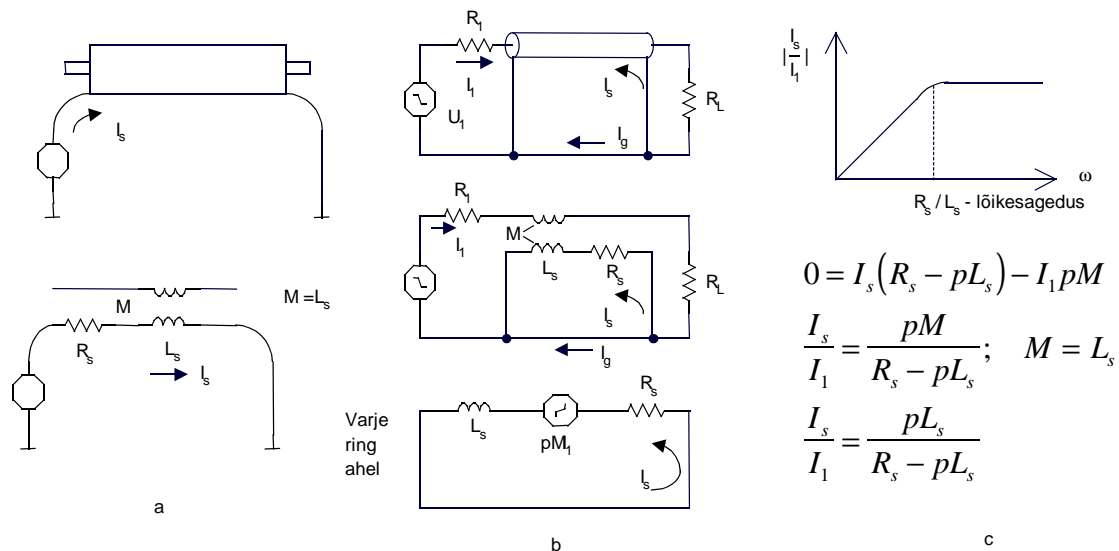 I_s
R_s
M
L_s
I_s
M=L_s
a
R_1
I_1
U_1
I_s
I_g
R_L
R_1
I_1
M
L_s
R_s
I_s
R_L
I_g
Varje
ring
ahel
L_s
pM_1
R_s
I_s
b
|I_s/I_1|
ω
R_s / L_s - lõikesagedus
0 = I_s(R_s − pL_s) − I_1 pM
I_s/I_1 = pM/(R_s − pL_s); M = L_s
I_s/I_1 = pL_s/(R_s − pL_s)
c